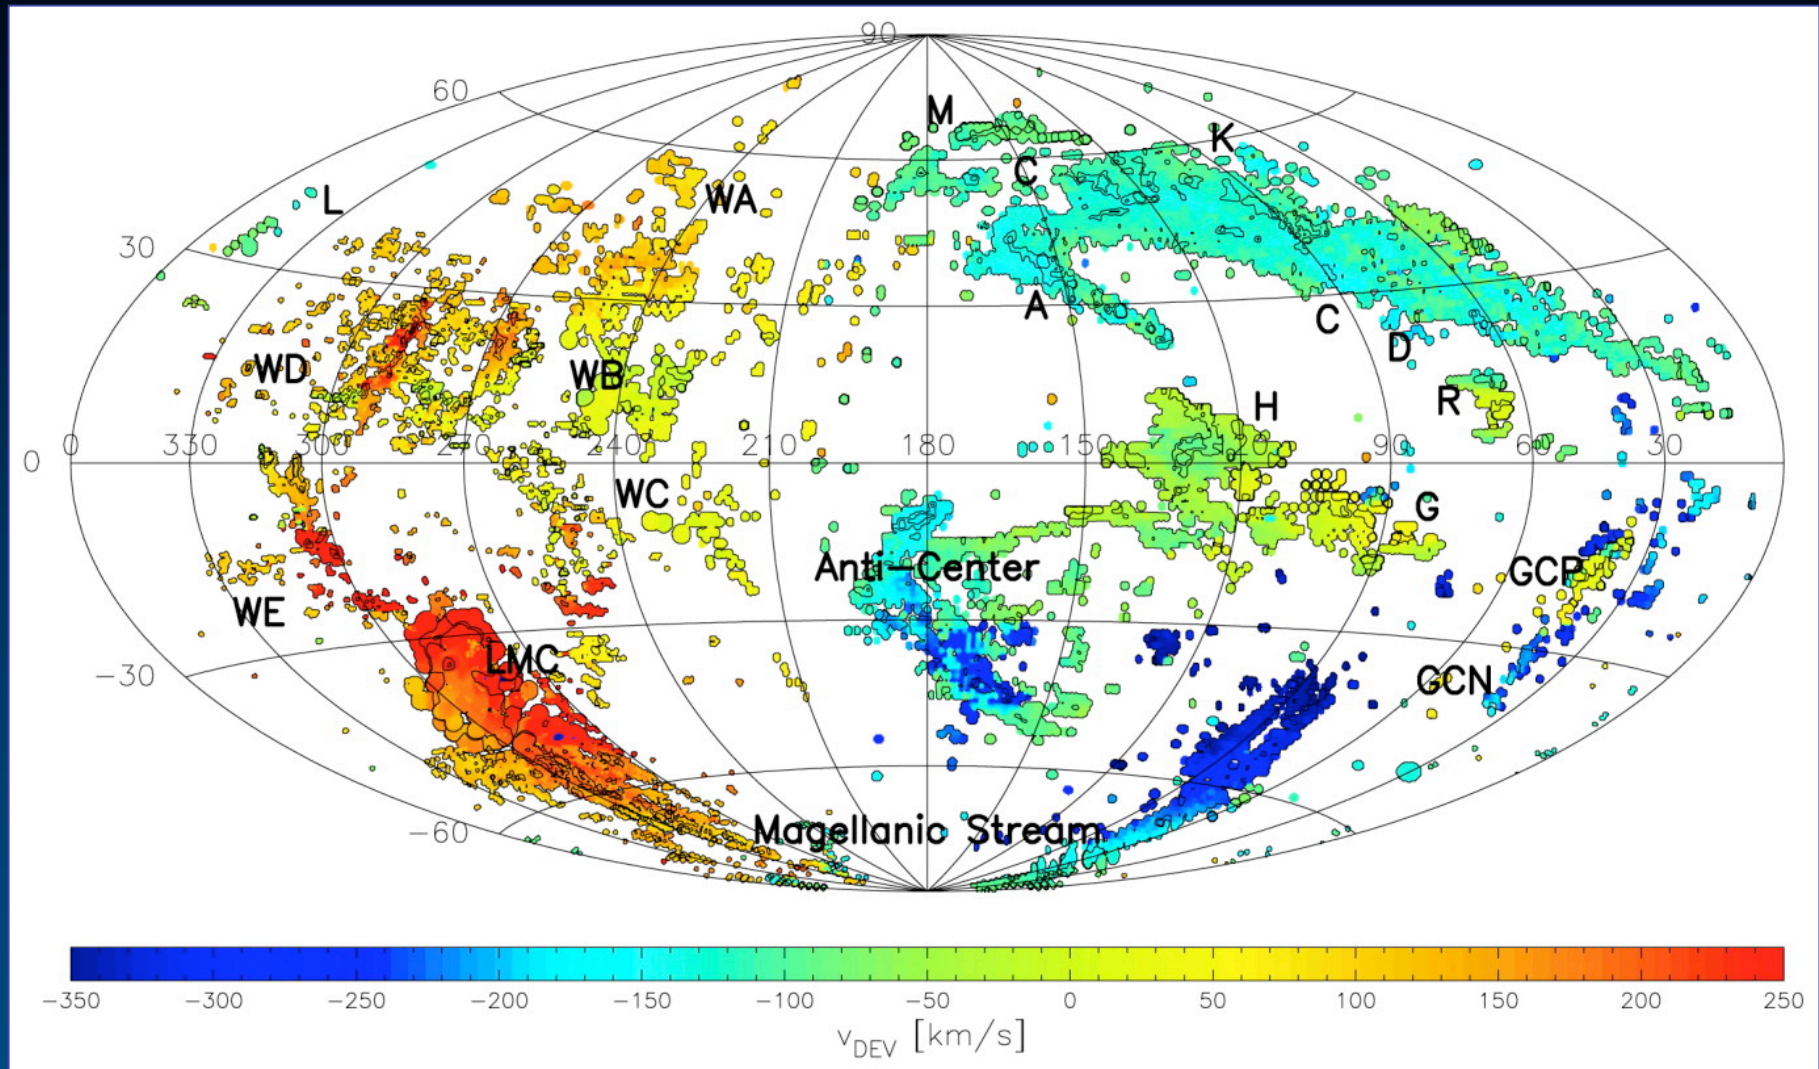 90
60
M
K
C
L
WA
30
A
C
D
WD
WB
R
H
0
0 330 300 270 240 210 180 150 120 90 60 30
WC
G
Anti-Center
GCP
WE
LMC
-30
GCN
Magellanic Stream
-60
-350 -300 -250 -200 -150 -100 -50 0 50 100 150 200 250
vDEV [km/s]